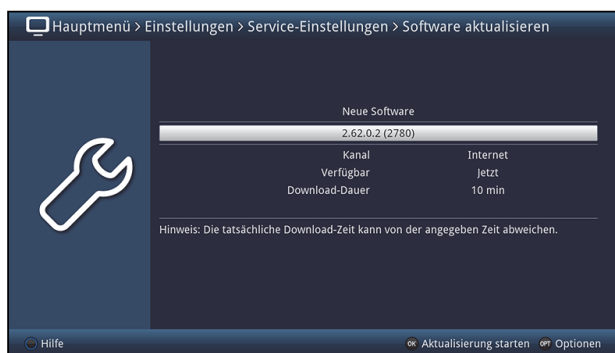 Hauptmenü > Einstellungen > Service-Einstellungen > Software aktualisieren
Neue Software
2.62.0.2 (2780)
Kanal Internet
Verfügbar Jetzt
Download-Dauer 10 min
Hinweis: Die tatsächliche Download-Zeit kann von der angegeben Zeit abweichen.
Hilfe OK Aktualisierung starten OPT Optionen